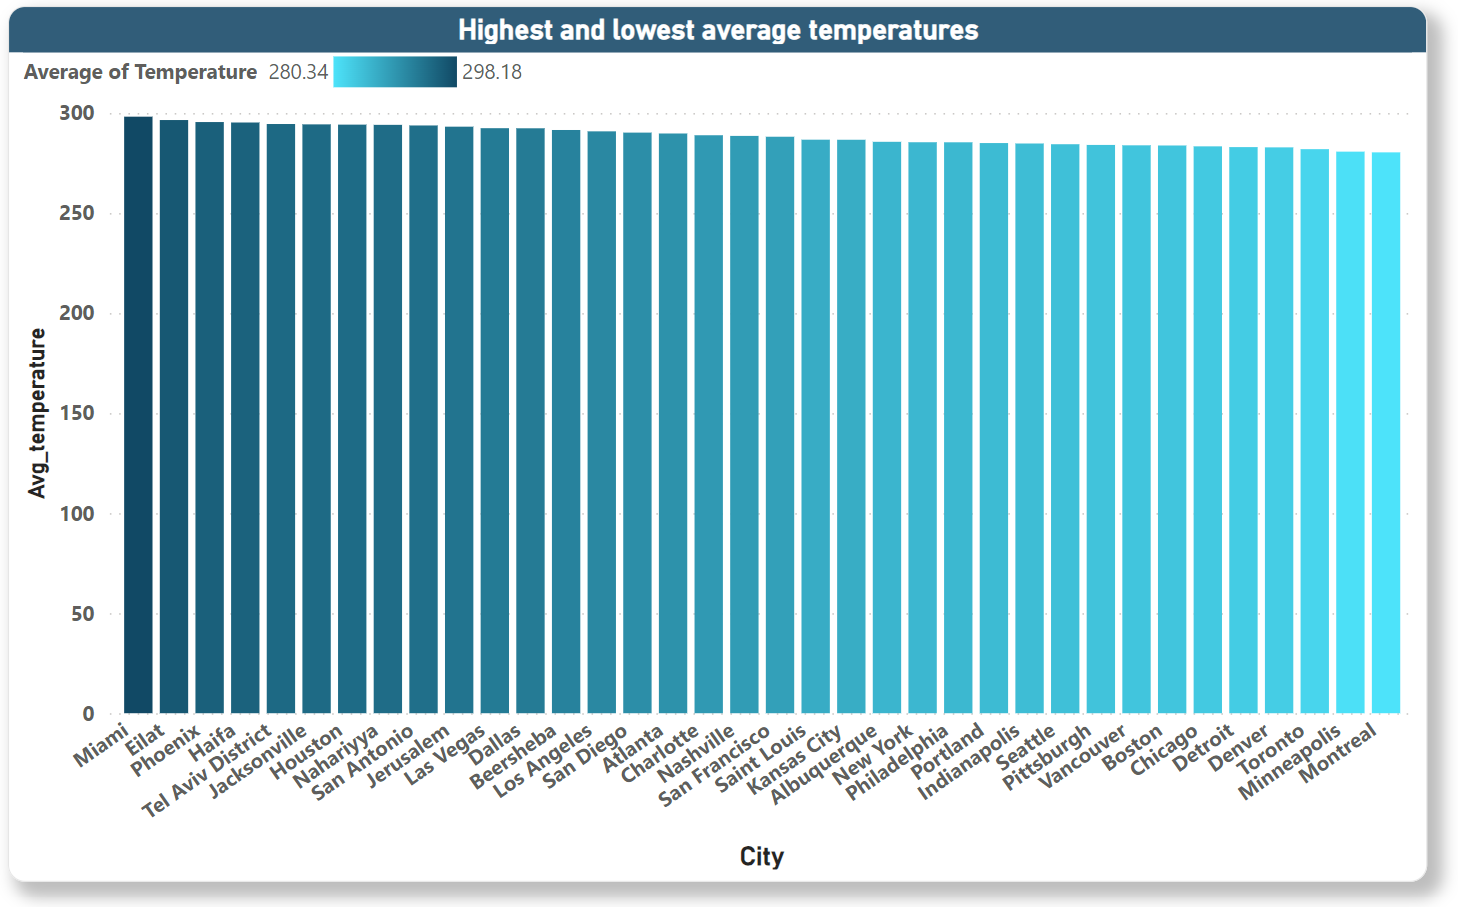 Highest and lowest average temperatures
Average of Temperature 280.34 298.18
300
250
200
150
100
50
0
Avg_temperature
Miami
Eilat
Phoenix
Haifa
Tel Aviv District
Jacksonville
Houston
Nahariyya
San Antonio
Jerusalem
Las Vegas
Dallas
Beersheba
Los Angeles
San Diego
Atlanta
Charlotte
Nashville
San Francisco
Saint Louis
Kansas City
Albuquerque
New York
Philadelphia
Portland
Indianapolis
Seattle
Pittsburgh
Vancouver
Boston
Chicago
Detroit
Denver
Toronto
Minneapolis
Montreal
City